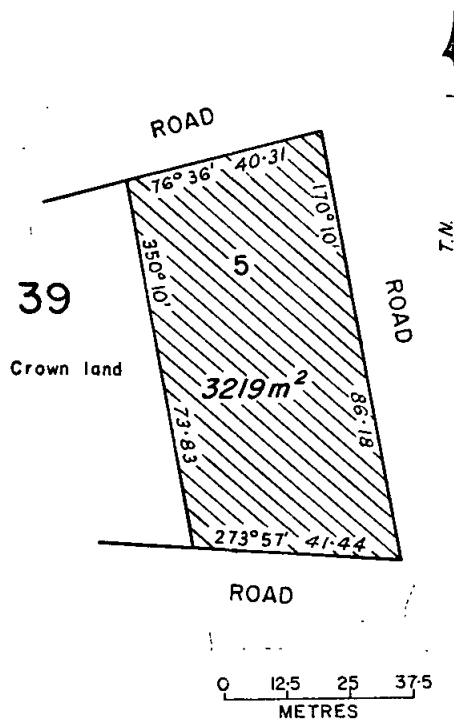 ROAD
76° 36' 40·31
170° 10'
T.N.
350° 10'
5
39
ROAD
Crown land
3219m²
86·18
73·83
273° 57' 41·44
ROAD
0 12·5 25 37·5
METRES